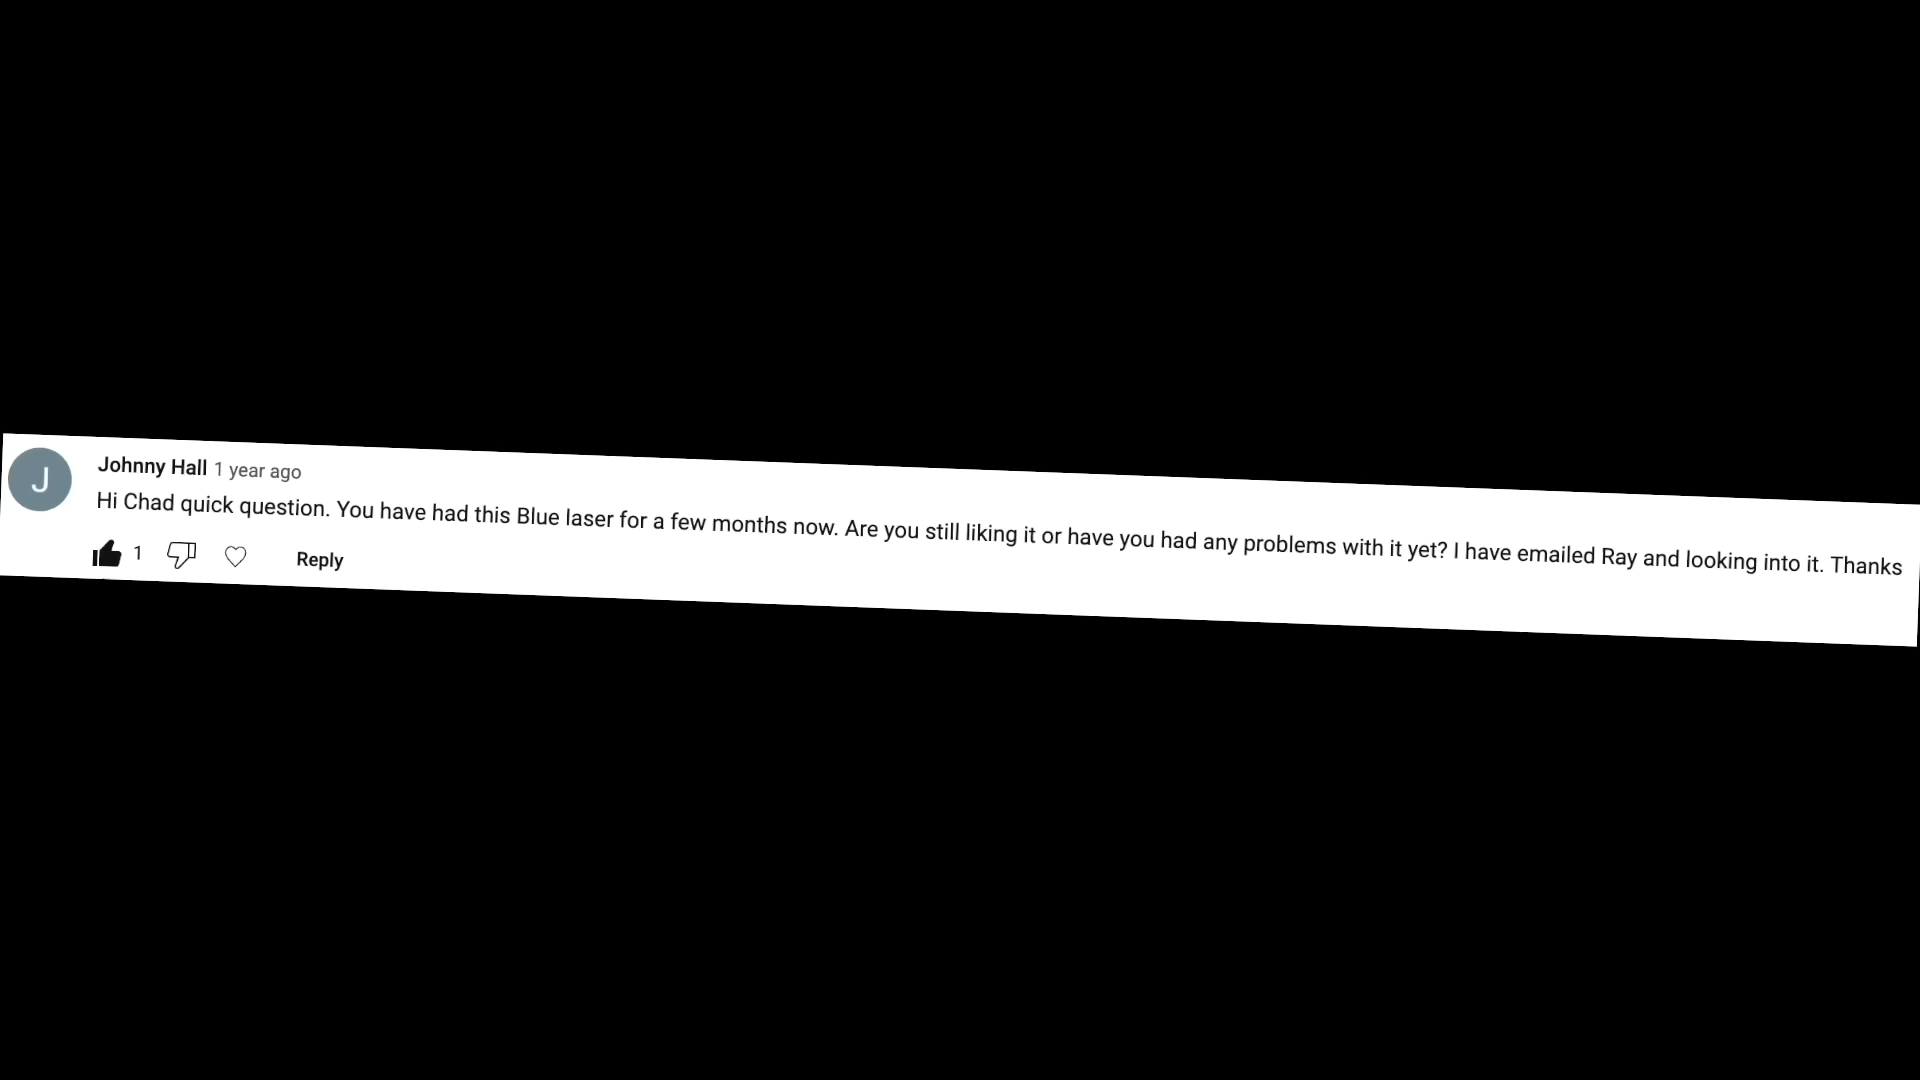 J
Johnny Hall 1 year ago
Hi Chad quick question. You have had this Blue laser for a few months now. Are you still liking it or have you had any problems with it yet? I have emailed Ray and looking into it. Thanks
1 Reply